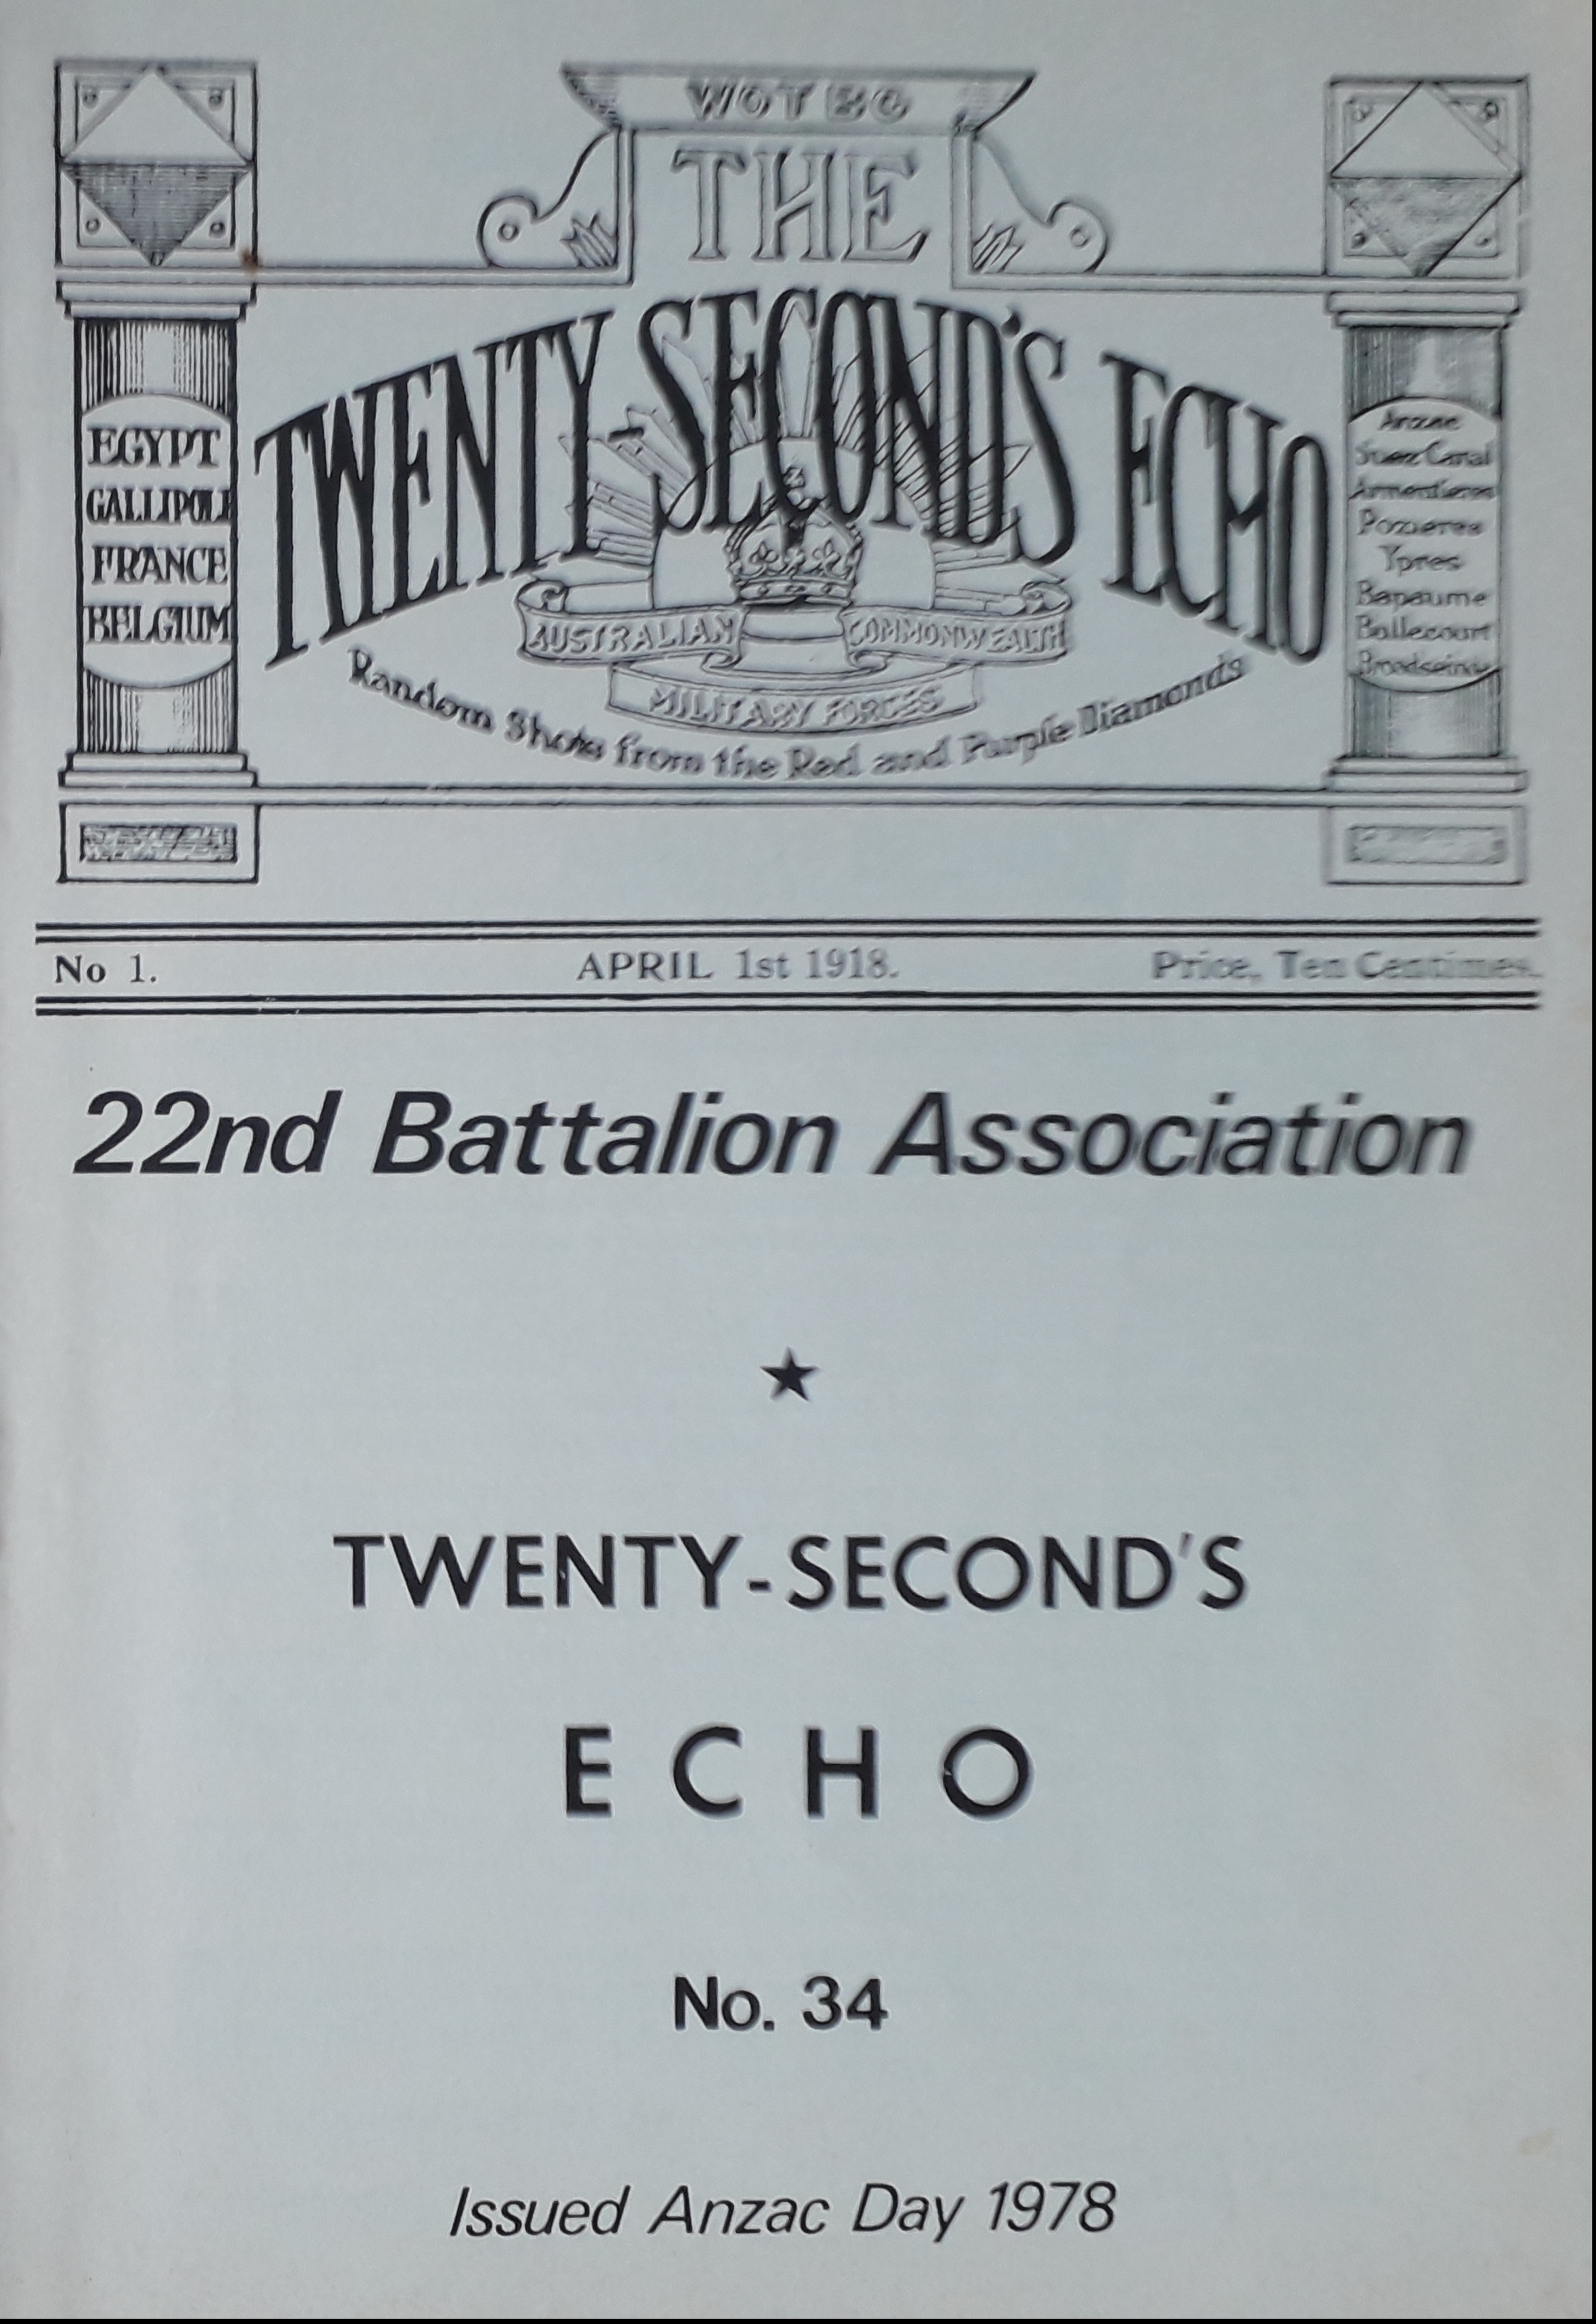 WOT BO
THE
TWENTY-SECOND'S ECHO
EGYPT
GALLIPOLI
FRANCE
BELGIUM
AUSTRALIAN COMMONWEALTH
MILITARY FORCES
Random Shots from the Red and Purple Diamonds
Anzac
Suez Canal
Armentieres
Pozieres
Ypres
Bapaume
Bullecourt
Broodseinde
No 1. APRIL 1st 1918. Price, Ten Centimes.
22nd Battalion Association
TWENTY-SECOND'S
ECHO
No. 34
Issued Anzac Day 1978